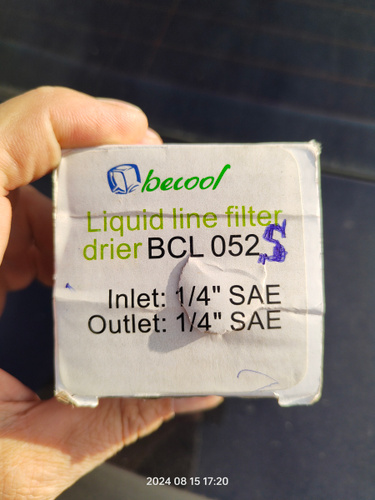 becool
Liquid line filter
drier BCL 052 S
Inlet: 1/4" SAE
Outlet: 1/4" SAE
2024 08 15 17:20